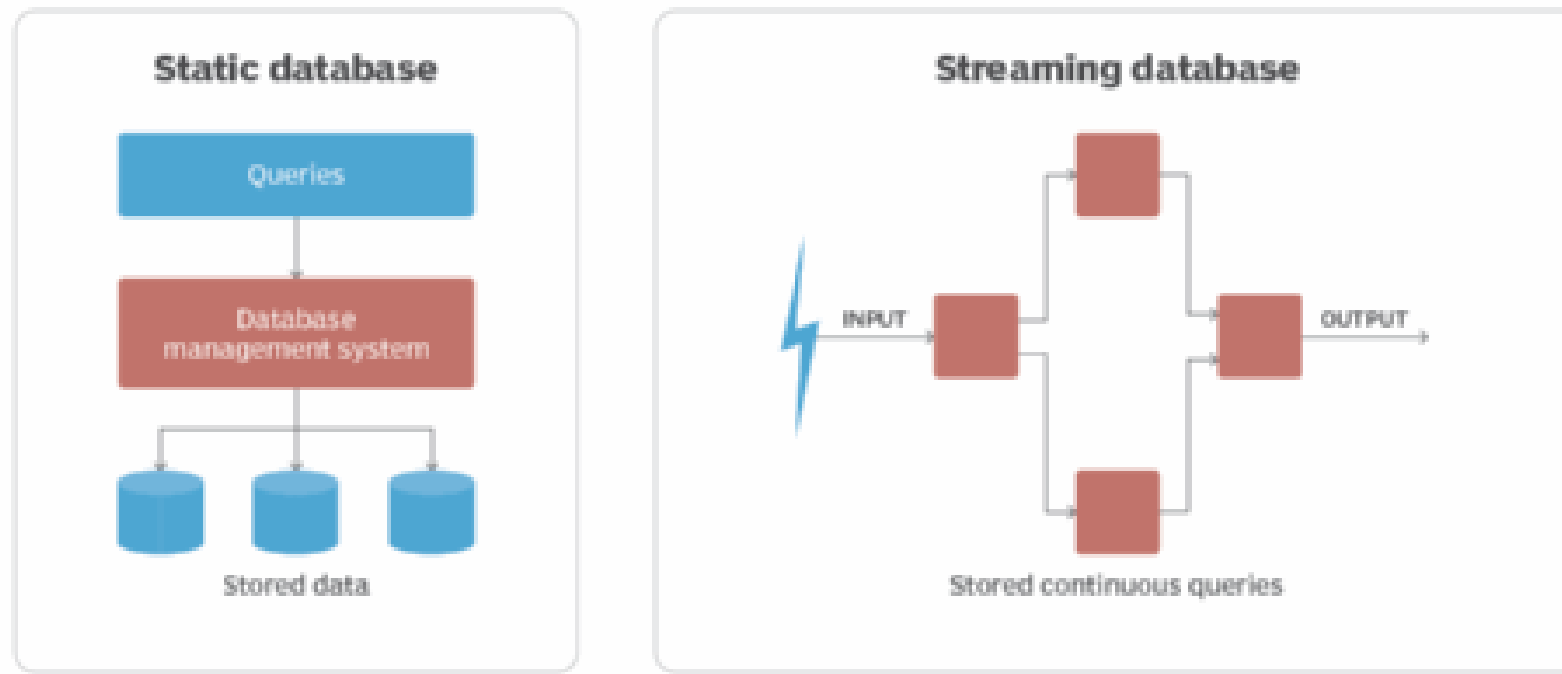 Static database
Queries
Database
management system
Stored data
Streaming database
INPUT
OUTPUT
Stored continuous queries